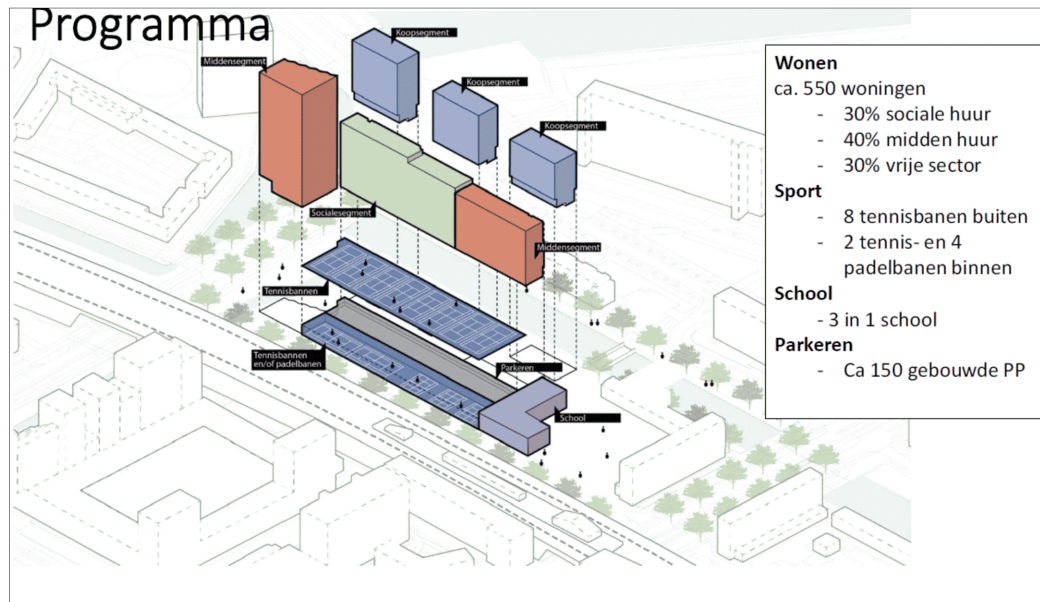 Programma
Koopsegment
Middensegment
Koopsegment
Koopsegment
Socialesegment
Middensegment
Tennisbannen
Tennisbannen
en/of padelbanen
Parkeren
School
Wonen
ca. 550 woningen
- 30% sociale huur
- 40% midden huur
- 30% vrije sector
Sport
- 8 tennisbanen buiten
- 2 tennis- en 4
padelbanen binnen
School
- 3 in 1 school
Parkeren
- Ca 150 gebouwde PP